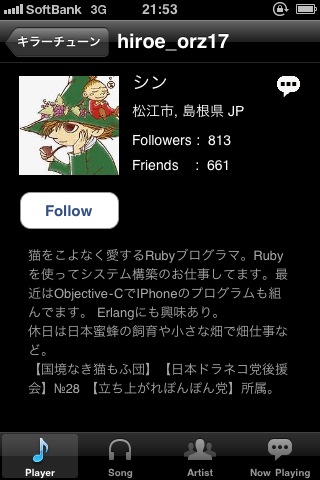 SoftBank 3G 21:53
キラーチューン hiroe_orz17
シン
松江市, 島根県 JP
Followers : 813
Friends : 661
Follow
猫をこよなく愛するRubyプログラマ。Ruby
を使ってシステム構築のお仕事してます。最
近はObjective-CでIPhoneのプログラムも組
んでます。 Erlangにも興味あり。
休日は日本蜜蜂の飼育や小さな畑で畑仕事な
ど。
【国境なき猫もふ団】【日本ドラネコ党後援
会】№28 【立ち上がれぽんぽん党】所属。
Player Song Artist Now Playing